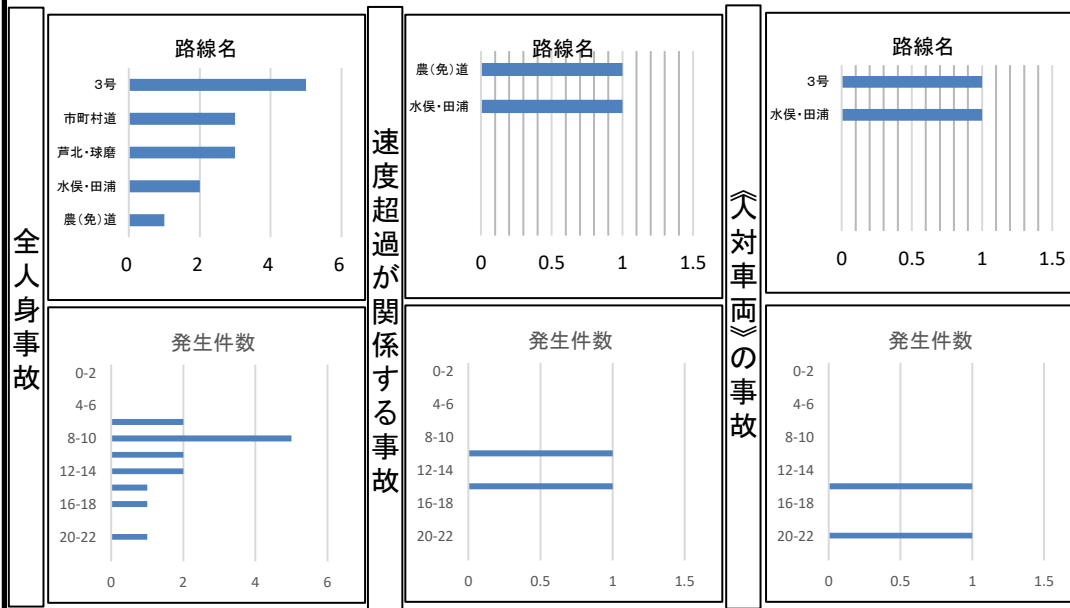 全人身事故
路線名
3号
市町村道
芦北・球磨
水俣・田浦
農(免)道
0 2 4 6
発生件数
0-2
4-6
8-10
12-14
16-18
20-22
0 2 4 6
速度超過が関係する事故
路線名
農(免)道
水俣・田浦
0 0.5 1 1.5
発生件数
0-2
4-6
8-10
12-14
16-18
20-22
0 0.5 1 1.5
《人対車両》の事故
路線名
3号
水俣・田浦
0 0.5 1 1.5
発生件数
0-2
4-6
8-10
12-14
16-18
20-22
0 0.5 1 1.5